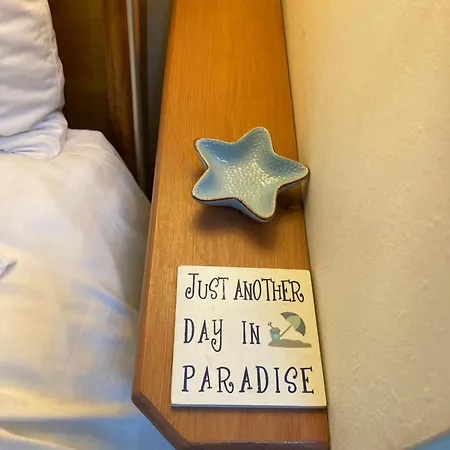 JUST ANOTHER
DAY IN
PARADISE